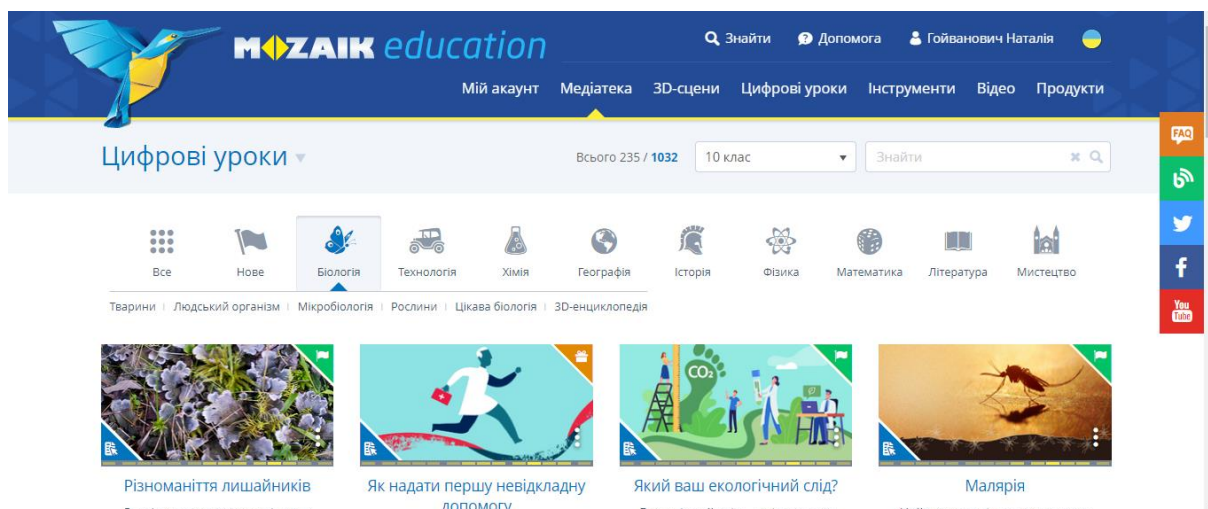 MOZAIK education
Знайти Допомога Гойванович Наталія
Мій акаунт Медіатека 3D-сцени Цифрові уроки Інструменти Відео Продукти
FAQ
Цифрові уроки Всього 235 / 1032 10 клас Знайти
Все Нове Біологія Технологія Хімія Географія Історія Фізика Математика Література Мистецтво
Тварини Людський організм Мікробіологія Рослини Цікава біологія 3D-енциклопедія
You Tube
CO2
Різноманіття лишайників Як надати першу невідкладну допомогу Який ваш екологічний слід? Малярія